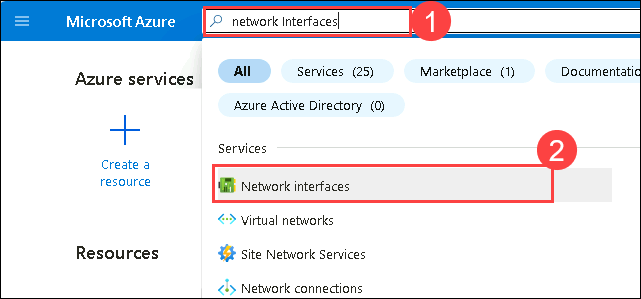 Microsoft Azure
network Interfaces
1
All
Services (25)
Marketplace (1)
Documentatio
Azure Active Directory (0)
Azure services
Create a
resource
Services
2
Network interfaces
Virtual networks
Site Network Services
Network connections
Resources